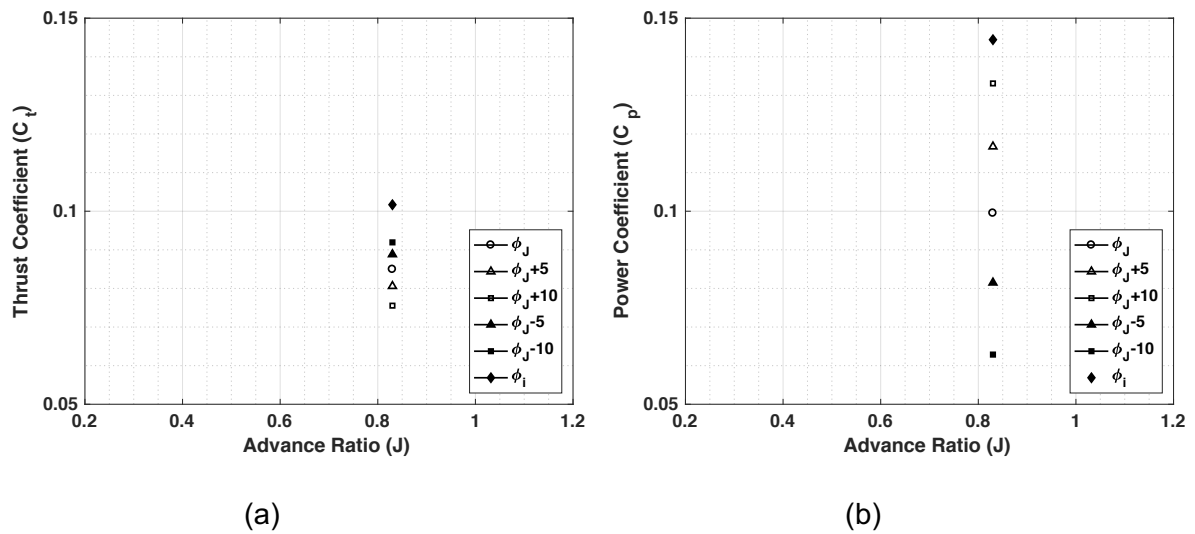 0.15
0.1
0.05
Thrust Coefficient (C_t)
0.2 0.4 0.6 0.8 1 1.2
Advance Ratio (J)
ϕ_J
ϕ_J+5
ϕ_J+10
ϕ_J-5
ϕ_J-10
ϕ_i
(a)
0.15
0.1
0.05
Power Coefficient (C_p)
0.2 0.4 0.6 0.8 1 1.2
Advance Ratio (J)
ϕ_J
ϕ_J+5
ϕ_J+10
ϕ_J-5
ϕ_J-10
ϕ_i
(b)